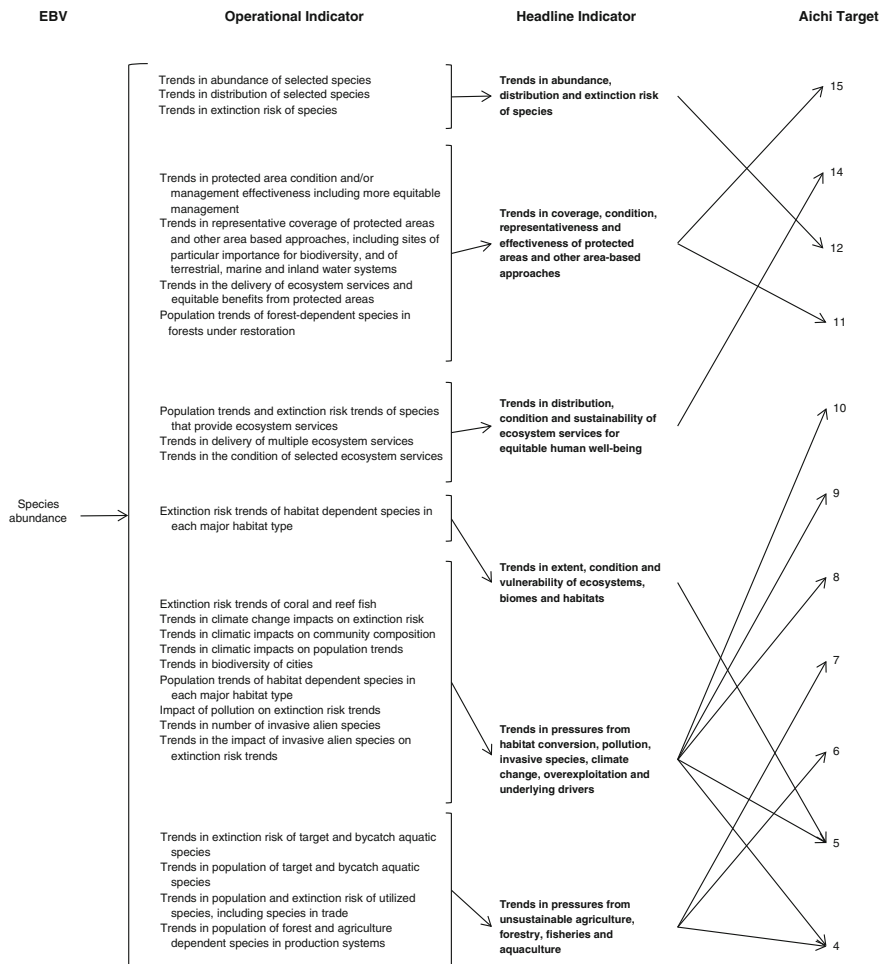 EBV
Operational Indicator
Headline Indicator
Aichi Target
Trends in abundance of selected species
Trends in distribution of selected species
Trends in extinction risk of species
Trends in abundance,
distribution and extinction risk
of species
15
Trends in protected area condition and/or
management effectiveness including more equitable
management
Trends in representative coverage of protected areas
and other area based approaches, including sites of
particular importance for biodiversity, and of
terrestrial, marine and inland water systems
Trends in the delivery of ecosystem services and
equitable benefits from protected areas
Population trends of forest-dependent species in
forests under restoration
Trends in coverage, condition,
representativeness and
effectiveness of protected
areas and other area-based
approaches
14
12
11
Population trends and extinction risk trends of species
that provide ecosystem services
Trends in delivery of multiple ecosystem services
Trends in the condition of selected ecosystem services
Trends in distribution,
condition and sustainability of
ecosystem services for
equitable human well-being
10
Species
abundance
Extinction risk trends of habitat dependent species in
each major habitat type
Trends in extent, condition and
vulnerability of ecosystems,
biomes and habitats
9
8
Extinction risk trends of coral and reef fish
Trends in climate change impacts on extinction risk
Trends in climatic impacts on community composition
Trends in climatic impacts on population trends
Trends in biodiversity of cities
Population trends of habitat dependent species in
each major habitat type
Impact of pollution on extinction risk trends
Trends in number of invasive alien species
Trends in the impact of invasive alien species on
extinction risk trends
Trends in pressures from
habitat conversion, pollution,
invasive species, climate
change, overexploitation and
underlying drivers
7
6
5
Trends in extinction risk of target and bycatch aquatic
species
Trends in population of target and bycatch aquatic
species
Trends in population and extinction risk of utilized
species, including species in trade
Trends in population of forest and agriculture
dependent species in production systems
Trends in pressures from
unsustainable agriculture,
forestry, fisheries and
aquaculture
4